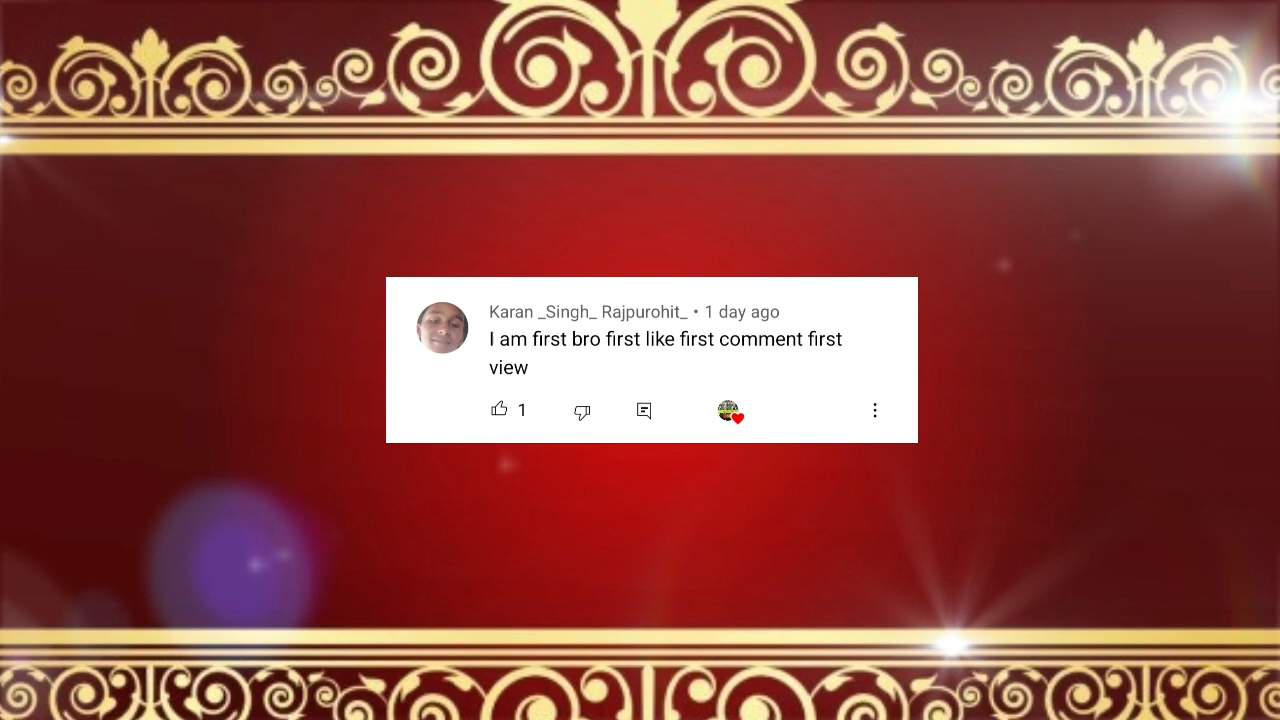 Karan _Singh_ Rajpurohit_ • 1 day ago
I am first bro first like first comment first
view
1